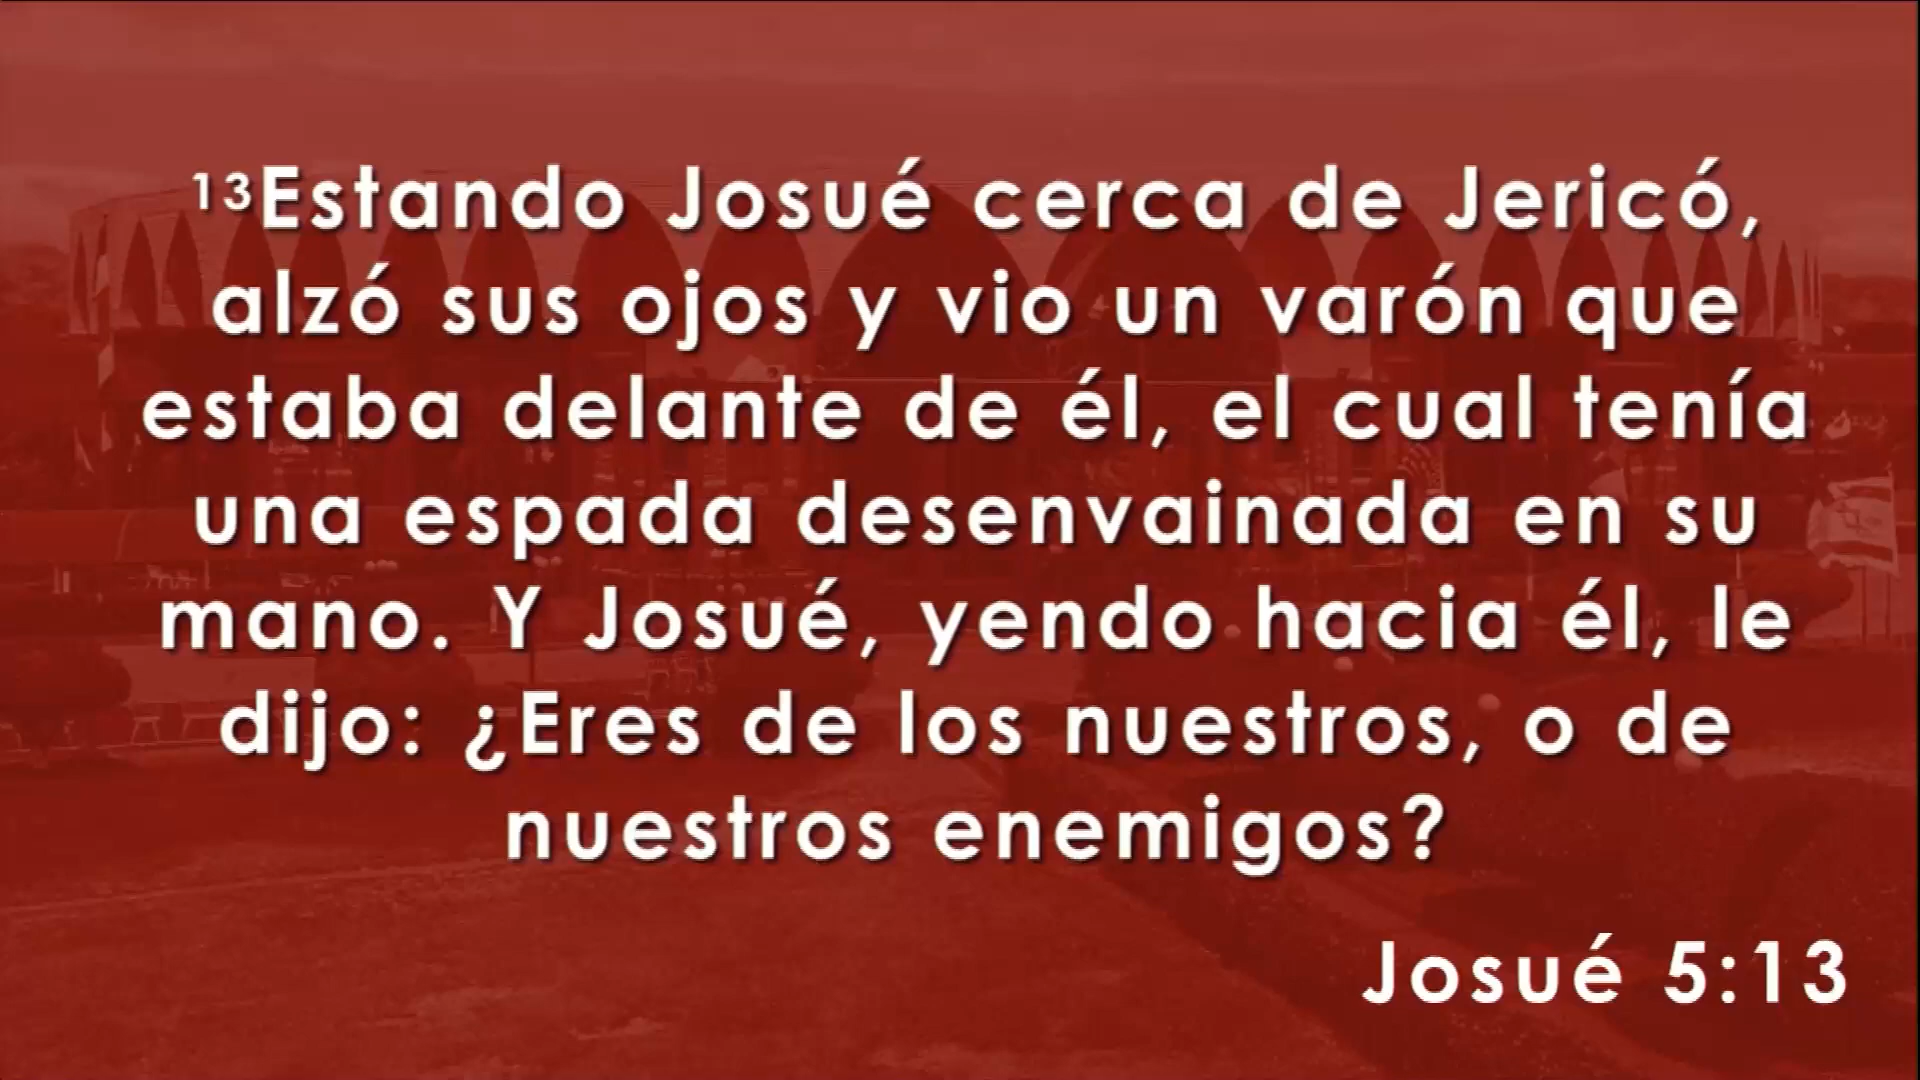 ¹³Estando Josué cerca de Jericó,
alzó sus ojos y vio un varón que
estaba delante de él, el cual tenía
una espada desenvainada en su
mano. Y Josué, yendo hacia él, le
dijo: ¿Eres de los nuestros, o de
nuestros enemigos?
Josué 5:13